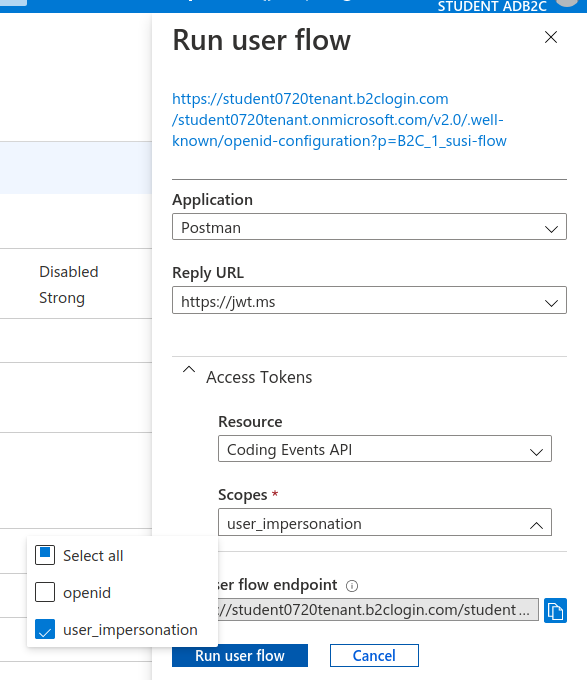 STUDENT ADB2C
Run user flow
https://student0720tenant.b2clogin.com
/student0720tenant.onmicrosoft.com/v2.0/.well-
known/openid-configuration?p=B2C_1_susi-flow
Application
Postman
Reply URL
https://jwt.ms
Disabled
Strong
Access Tokens
Resource
Coding Events API
Scopes *
user_impersonation
Select all
openid
user_impersonation
ser flow endpoint
://student0720tenant.b2clogin.com/student ...
Run user flow
Cancel